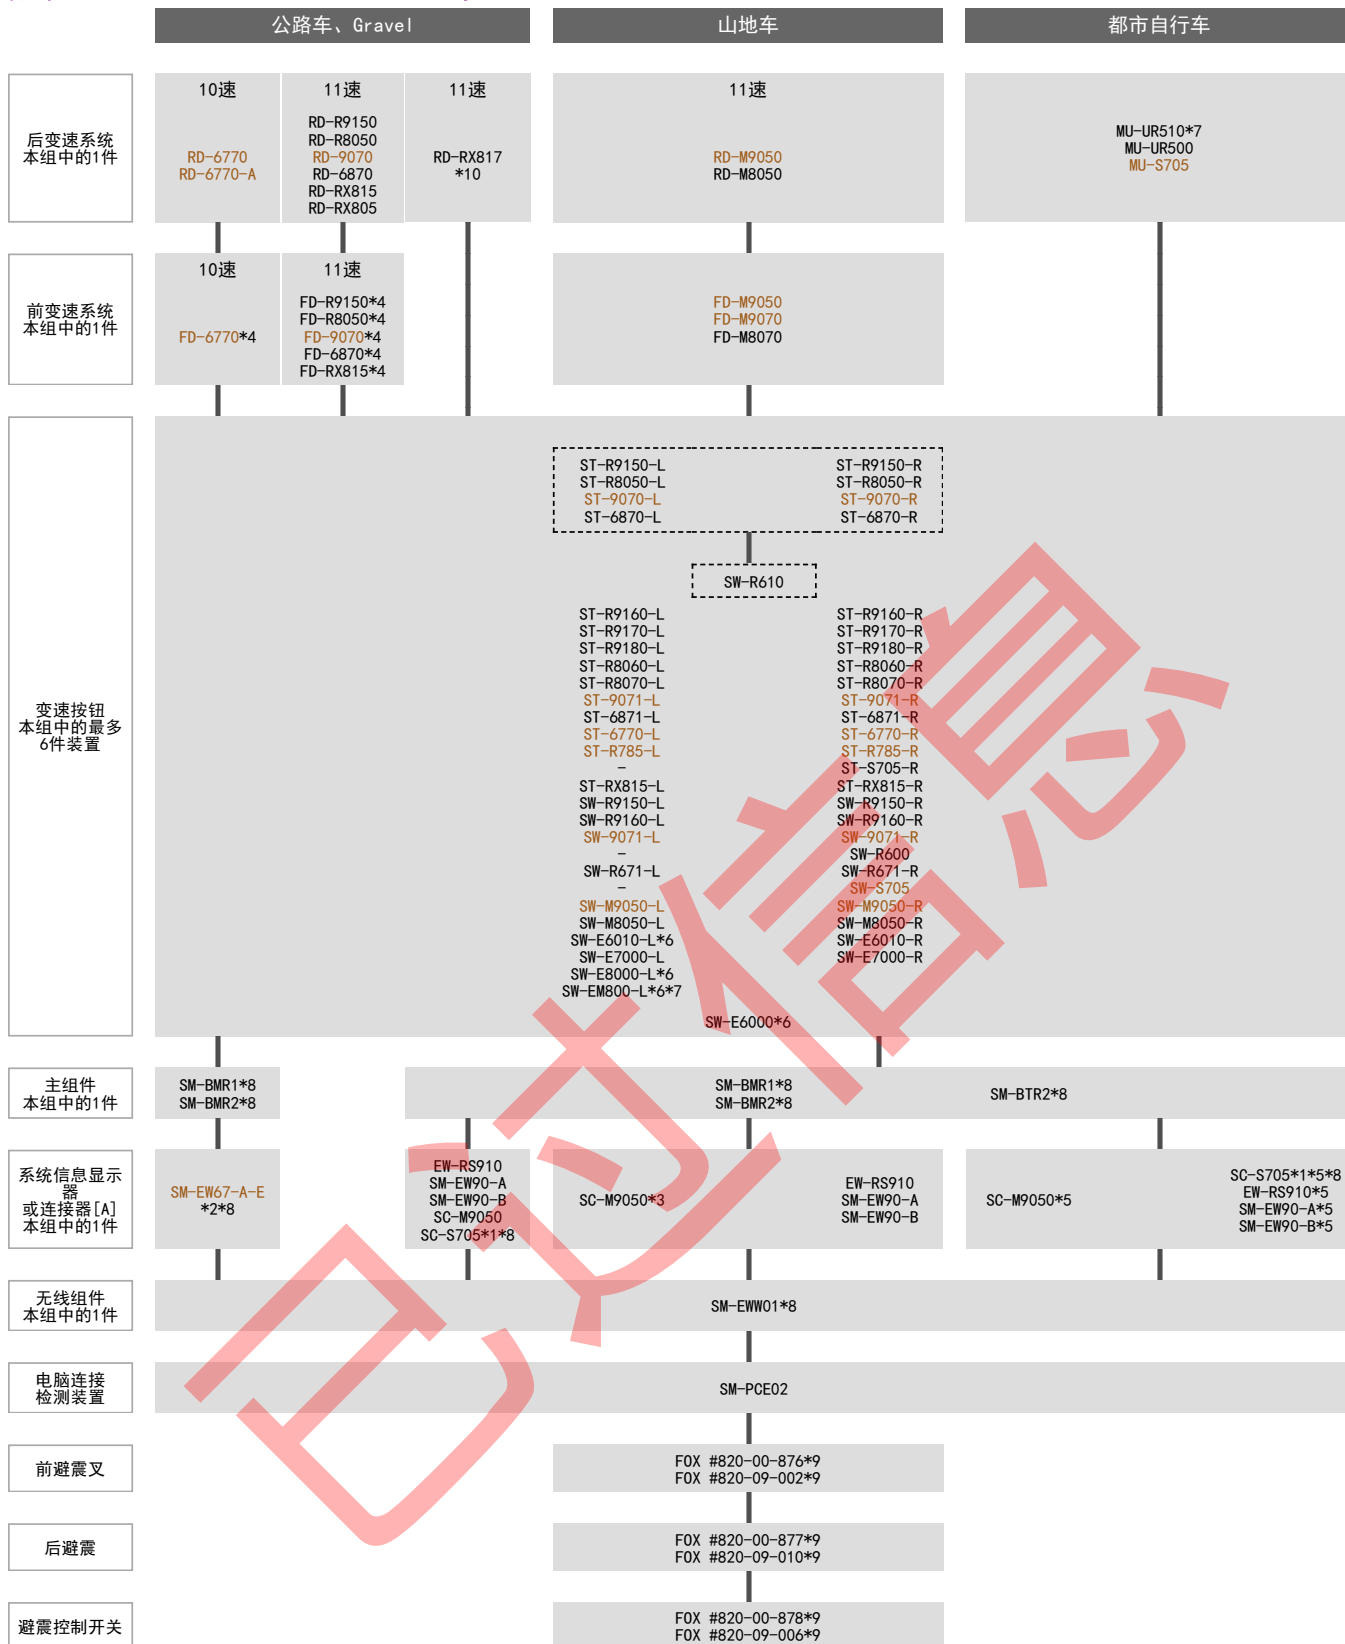 公路车、Gravel
山地车
都市自行车
后变速系统
本组中的1件
10速
RD-6770
RD-6770-A
11速
RD-R9150
RD-R8050
RD-9070
RD-6870
RD-RX815
RD-RX805
11速
RD-RX817
*10
11速
RD-M9050
RD-M8050
MU-UR510*7
MU-UR500
MU-S705
前变速系统
本组中的1件
10速
FD-6770*4
11速
FD-R9150*4
FD-R8050*4
FD-9070*4
FD-6870*4
FD-RX815*4
FD-M9050
FD-M9070
FD-M8070
变速按钮
本组中的最多
6件装置
ST-R9150-L ST-R9150-R
ST-R8050-L ST-R8050-R
ST-9070-L ST-9070-R
ST-6870-L ST-6870-R
SW-R610
ST-R9160-L ST-R9160-R
ST-R9170-L ST-R9170-R
ST-R9180-L ST-R9180-R
ST-R8060-L ST-R8060-R
ST-R8070-L ST-R8070-R
ST-9071-L ST-9071-R
ST-6871-L ST-6871-R
ST-6770-L ST-6770-R
ST-R785-L ST-R785-R
- ST-S705-R
ST-RX815-L ST-RX815-R
SW-R9150-L SW-R9150-R
SW-R9160-L SW-R9160-R
SW-9071-L SW-9071-R
- SW-R600
SW-R671-L SW-R671-R
- SW-S705
SW-M9050-L SW-M9050-R
SW-M8050-L SW-M8050-R
SW-E6010-L*6 SW-E6010-R
SW-E7000-L SW-E7000-R
SW-E8000-L*6
SW-EM800-L*6*7
SW-E6000*6
主组件
本组中的1件
SM-BMR1*8
SM-BMR2*8
SM-BMR1*8
SM-BMR2*8
SM-BTR2*8
系统信息显示
器
或连接器[A]
本组中的1件
SM-EW67-A-E
*2*8
EW-RS910
SM-EW90-A
SM-EW90-B
SC-M9050
SC-S705*1*8
SC-M9050*3
EW-RS910
SM-EW90-A
SM-EW90-B
SC-M9050*5
SC-S705*1*5*8
EW-RS910*5
SM-EW90-A*5
SM-EW90-B*5
无线组件
本组中的1件
SM-EWW01*8
电脑连接
检测装置
SM-PCE02
前避震叉
FOX #820-00-876*9
FOX #820-09-002*9
后避震
FOX #820-00-877*9
FOX #820-09-010*9
避震控制开关
FOX #820-00-878*9
FOX #820-09-006*9
已过信息